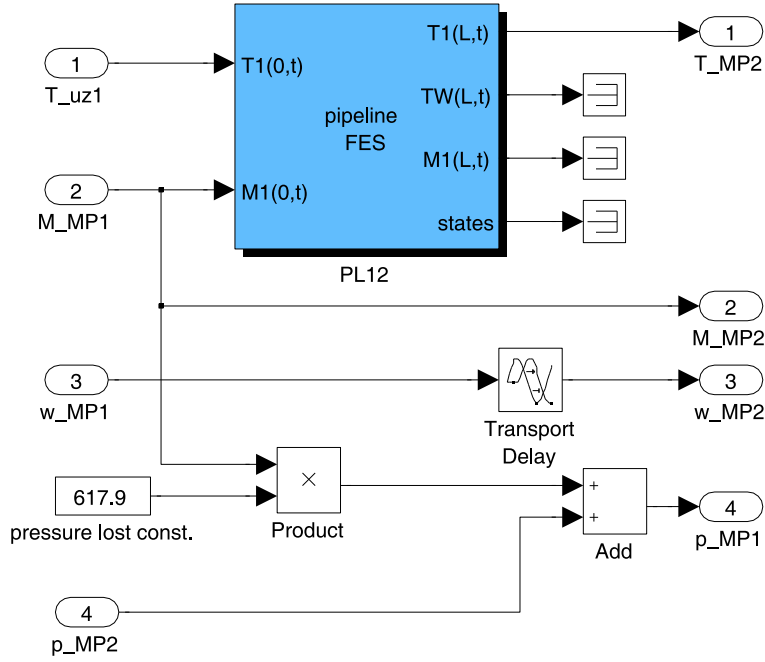 T1(L,t)
1
T_MP2
1
T_uz1
T1(0,t)
TW(L,t)
pipeline
FES
M1(L,t)
2
M_MP1
M1(0,t)
states
PL12
2
M_MP2
3
w_MP1
Transport
Delay
3
w_MP2
617.9
pressure lost const.
×
Product
+
+
Add
4
p_MP1
4
p_MP2